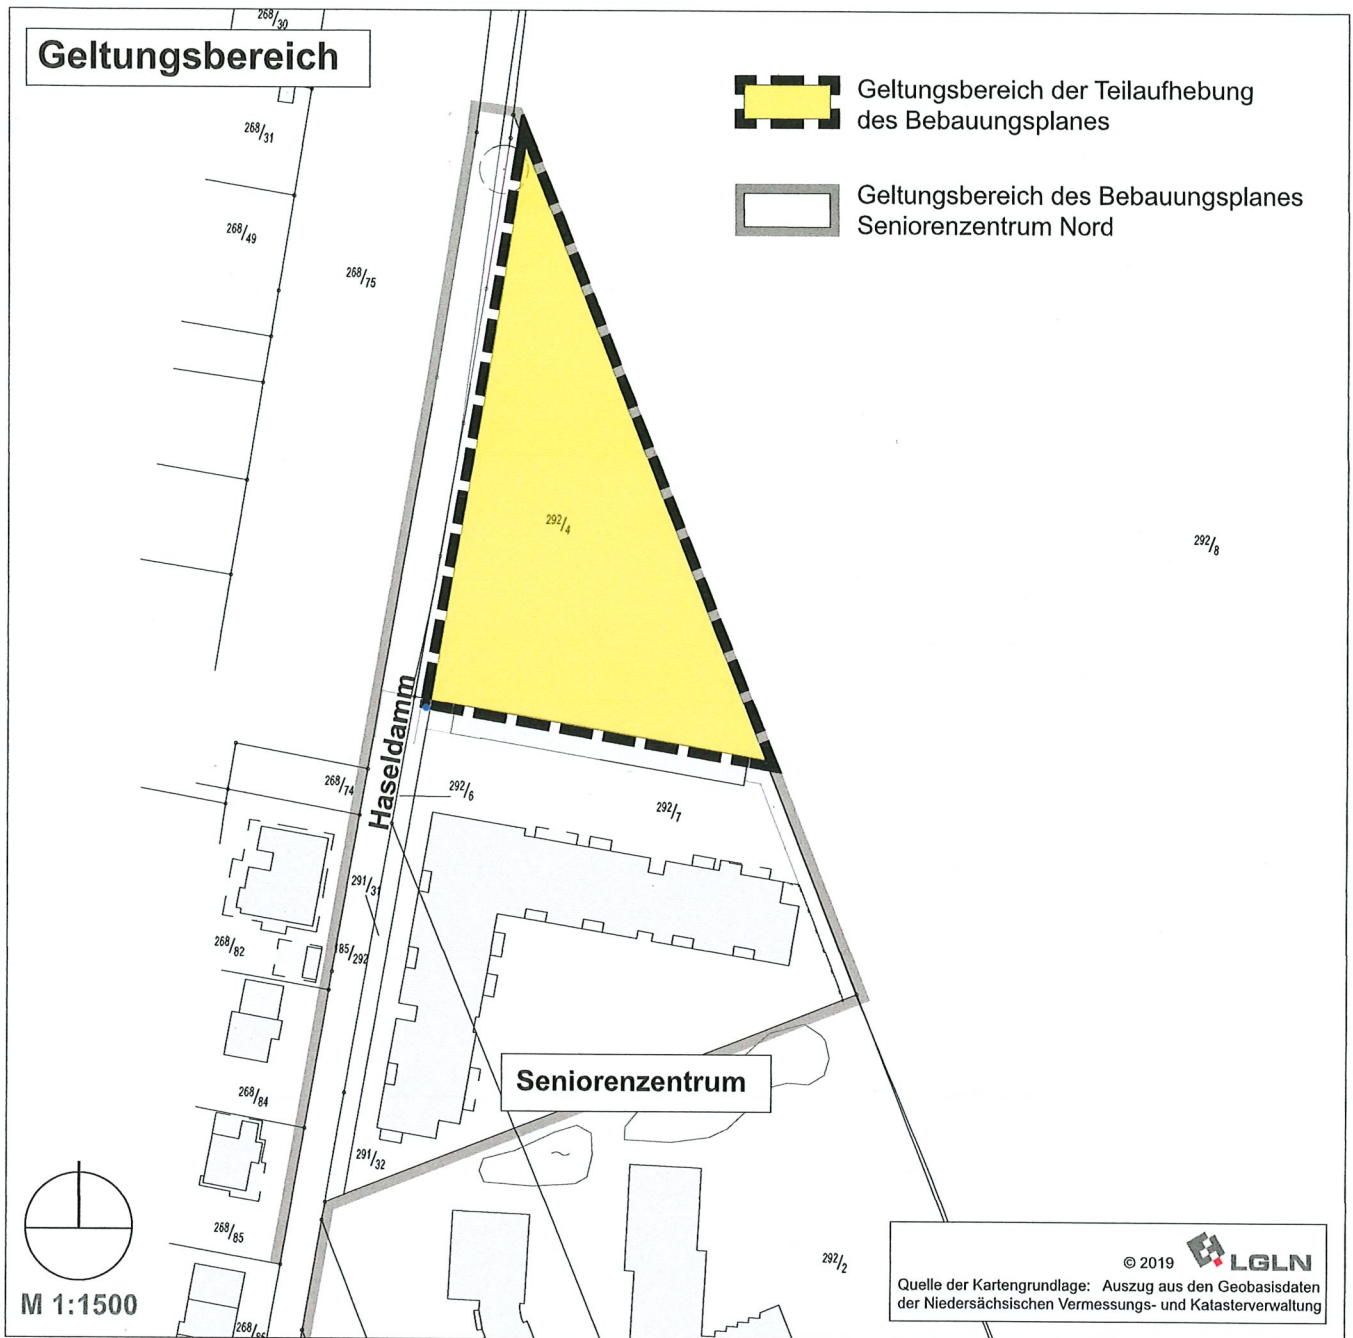 Geltungsbereich
Geltungsbereich der Teilaufhebung
des Bebauungsplanes
Geltungsbereich des Bebauungsplanes
Seniorenzentrum Nord
268/30
268/31
268/49
268/75
292/4
292/8
Haseldamm
268/74
292/6
292/7
291/31
268/82
185/292
Seniorenzentrum
268/84
291/32
268/85
292/2
268/86
M 1:1500
© 2019 LGLN
Quelle der Kartengrundlage: Auszug aus den Geobasisdaten
der Niedersächsischen Vermessungs- und Katasterverwaltung